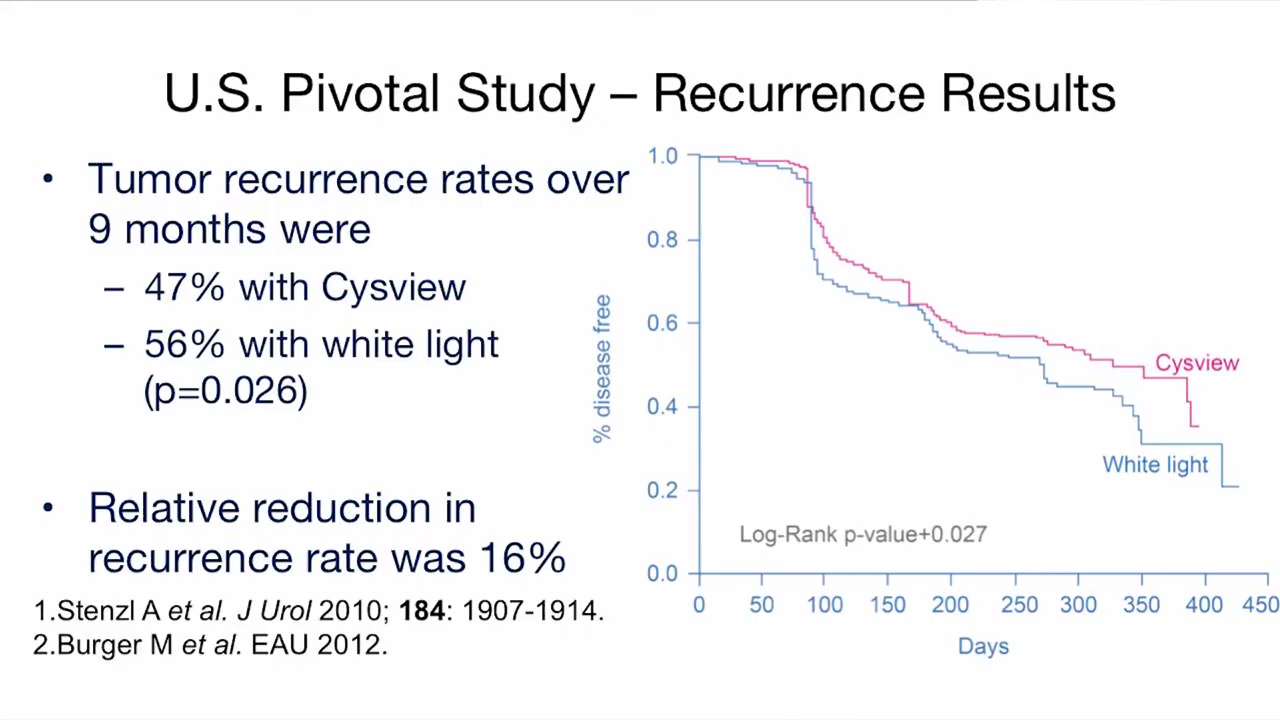 U.S. Pivotal Study – Recurrence Results
• Tumor recurrence rates over
9 months were
– 47% with Cysview
– 56% with white light
(p=0.026)
• Relative reduction in
recurrence rate was 16%
1.Stenzl A et al. J Urol 2010; 184: 1907-1914.
2.Burger M et al. EAU 2012.
% disease free
1.0
0.8
0.6
0.4
0.2
0.0
Cysview
White light
Log-Rank p-value+0.027
0 50 100 150 200 250 300 350 400 450
Days